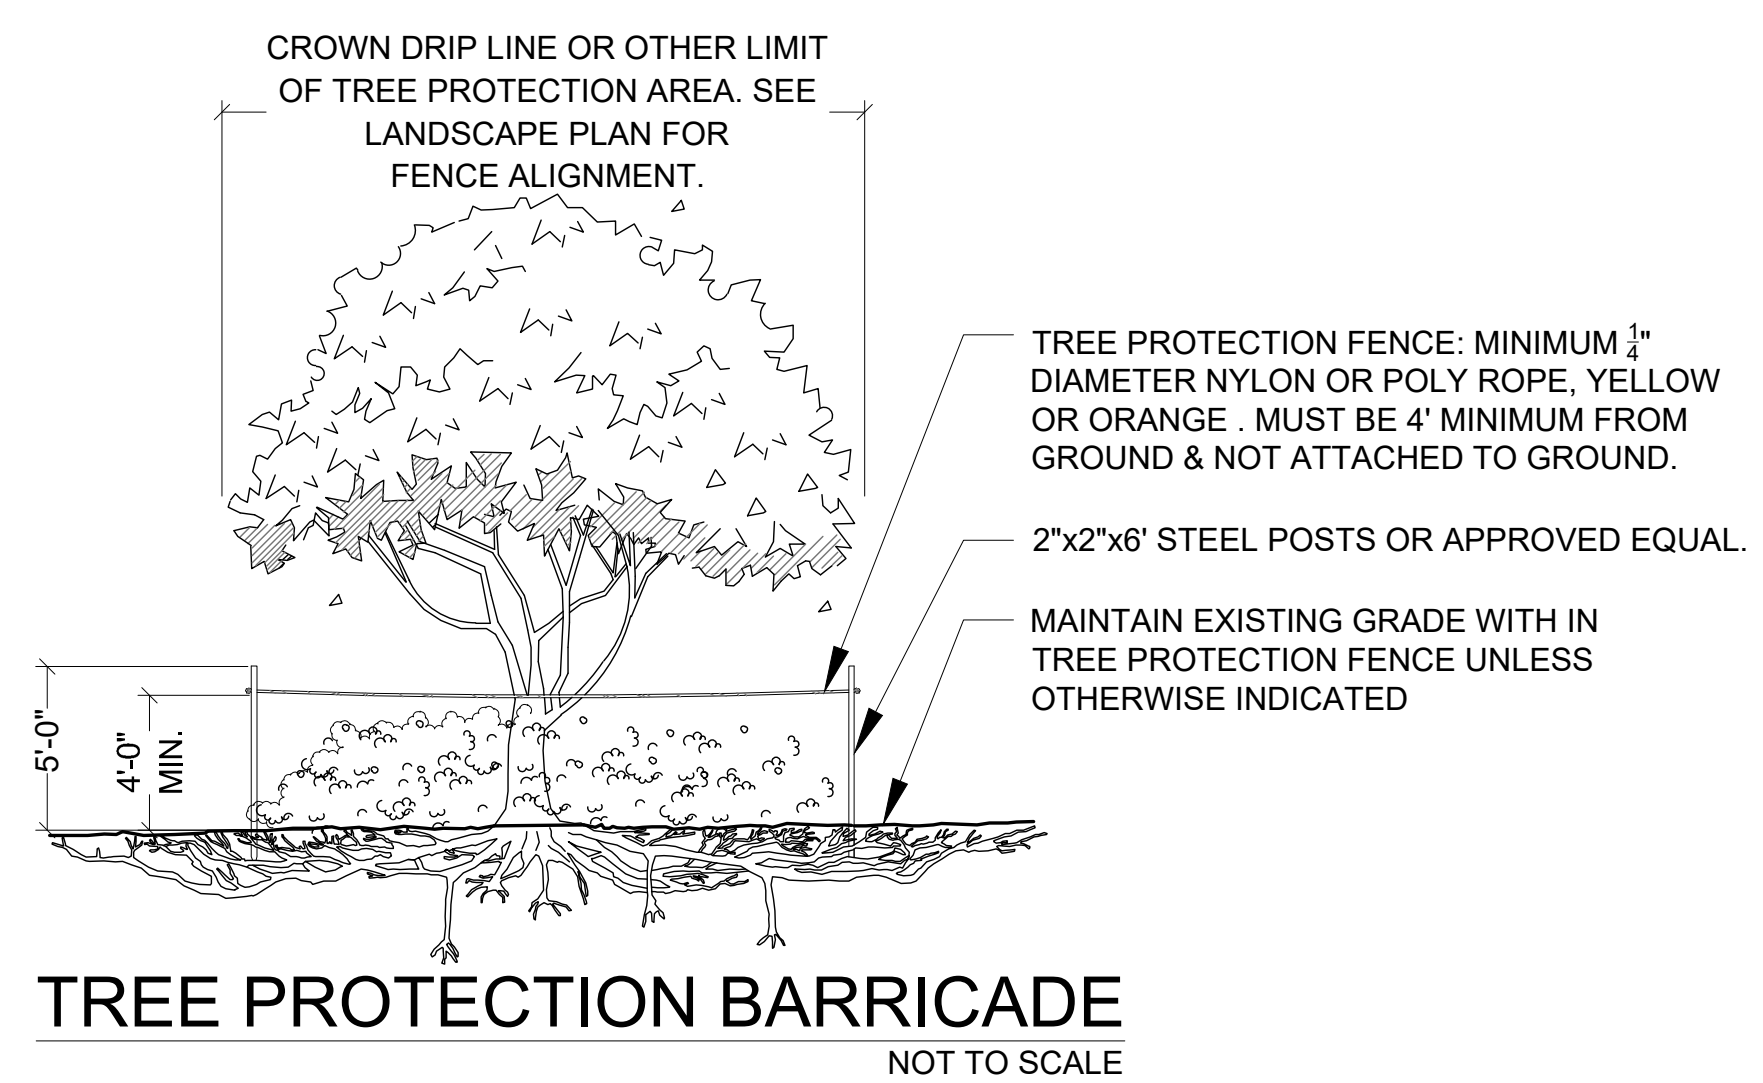 CROWN DRIP LINE OR OTHER LIMIT
OF TREE PROTECTION AREA. SEE
LANDSCAPE PLAN FOR
FENCE ALIGNMENT.
TREE PROTECTION FENCE: MINIMUM 1/4"
DIAMETER NYLON OR POLY ROPE, YELLOW
OR ORANGE . MUST BE 4' MINIMUM FROM
GROUND & NOT ATTACHED TO GROUND.
2"x2"x6' STEEL POSTS OR APPROVED EQUAL.
MAINTAIN EXISTING GRADE WITH IN
TREE PROTECTION FENCE UNLESS
OTHERWISE INDICATED
5'-0"
4'-0"
MIN.
TREE PROTECTION BARRICADE
NOT TO SCALE